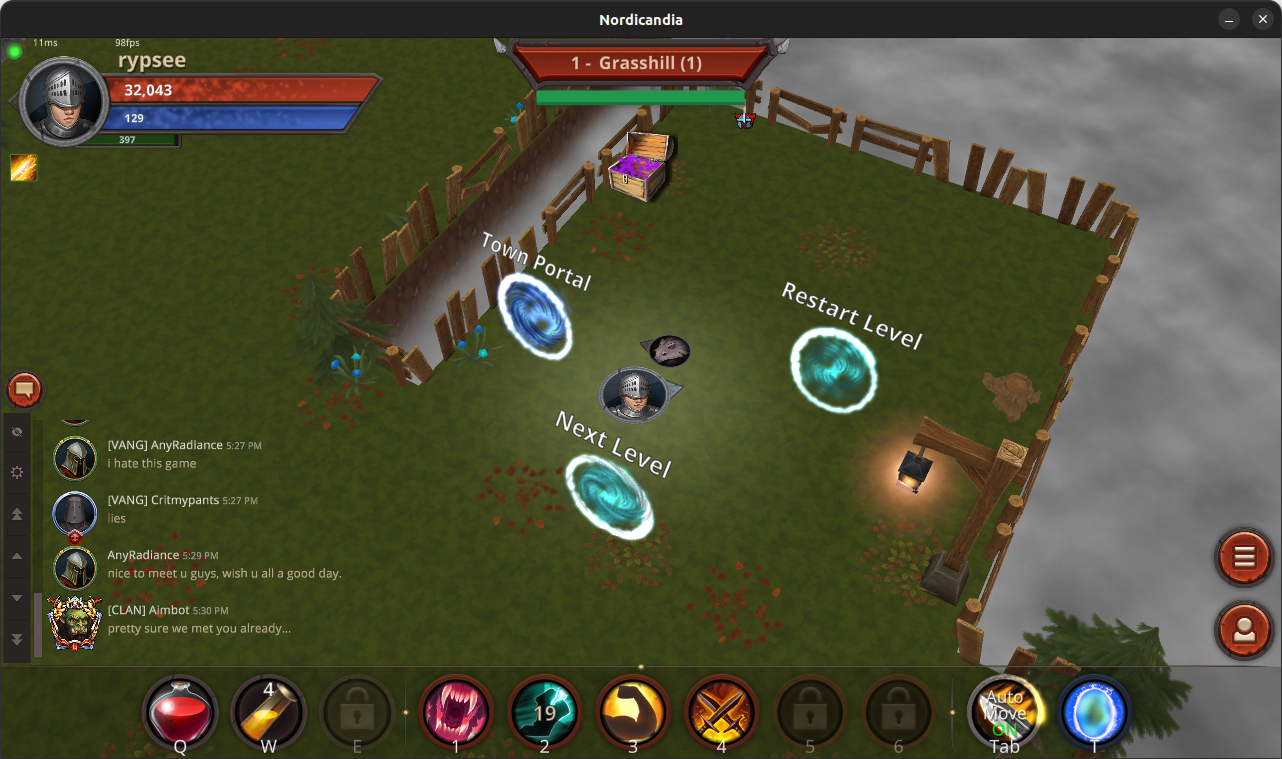 Nordicandia
11ms
98fps
rypsee
32,043
129
397
1 - Grasshill (1)
Town Portal
Restart Level
Next Level
[VANG] AnyRadiance 5:27 PM
i hate this game
[VANG] Critmypants 5:27 PM
lies
AnyRadiance 5:29 PM
nice to meet u guys, wish u all a good day.
[CLAN] Aimbot 5:30 PM
pretty sure we met you already...
4
19
Auto
Move
ON
Q
W
E
1
2
3
4
5
6
Tab
T